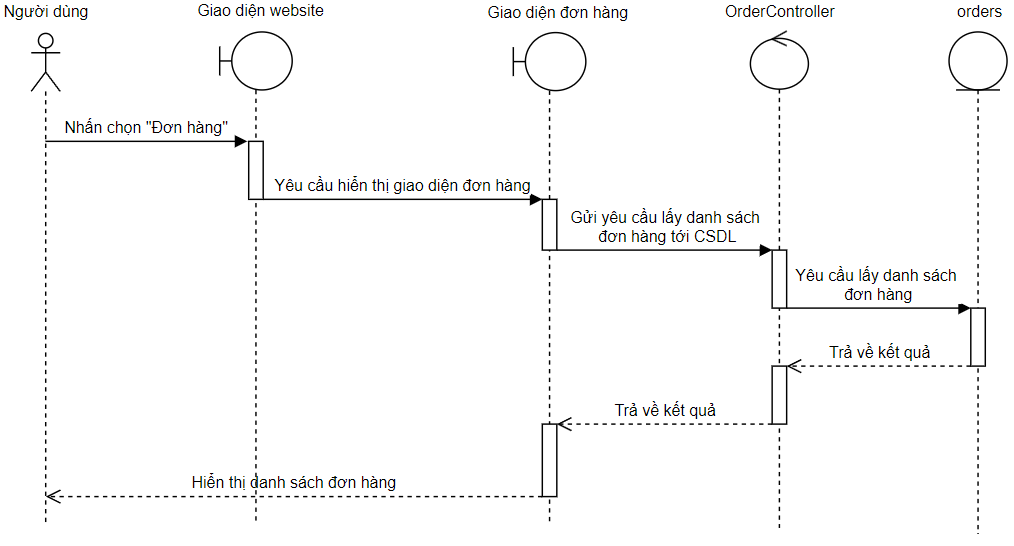 Người dùng
Giao diện website
Giao diện đơn hàng
OrderController
orders
Nhấn chọn "Đơn hàng"
Yêu cầu hiển thị giao diện đơn hàng
Gửi yêu cầu lấy danh sách
đơn hàng tới CSDL
Yêu cầu lấy danh sách
đơn hàng
Trả về kết quả
Trả về kết quả
Hiển thị danh sách đơn hàng